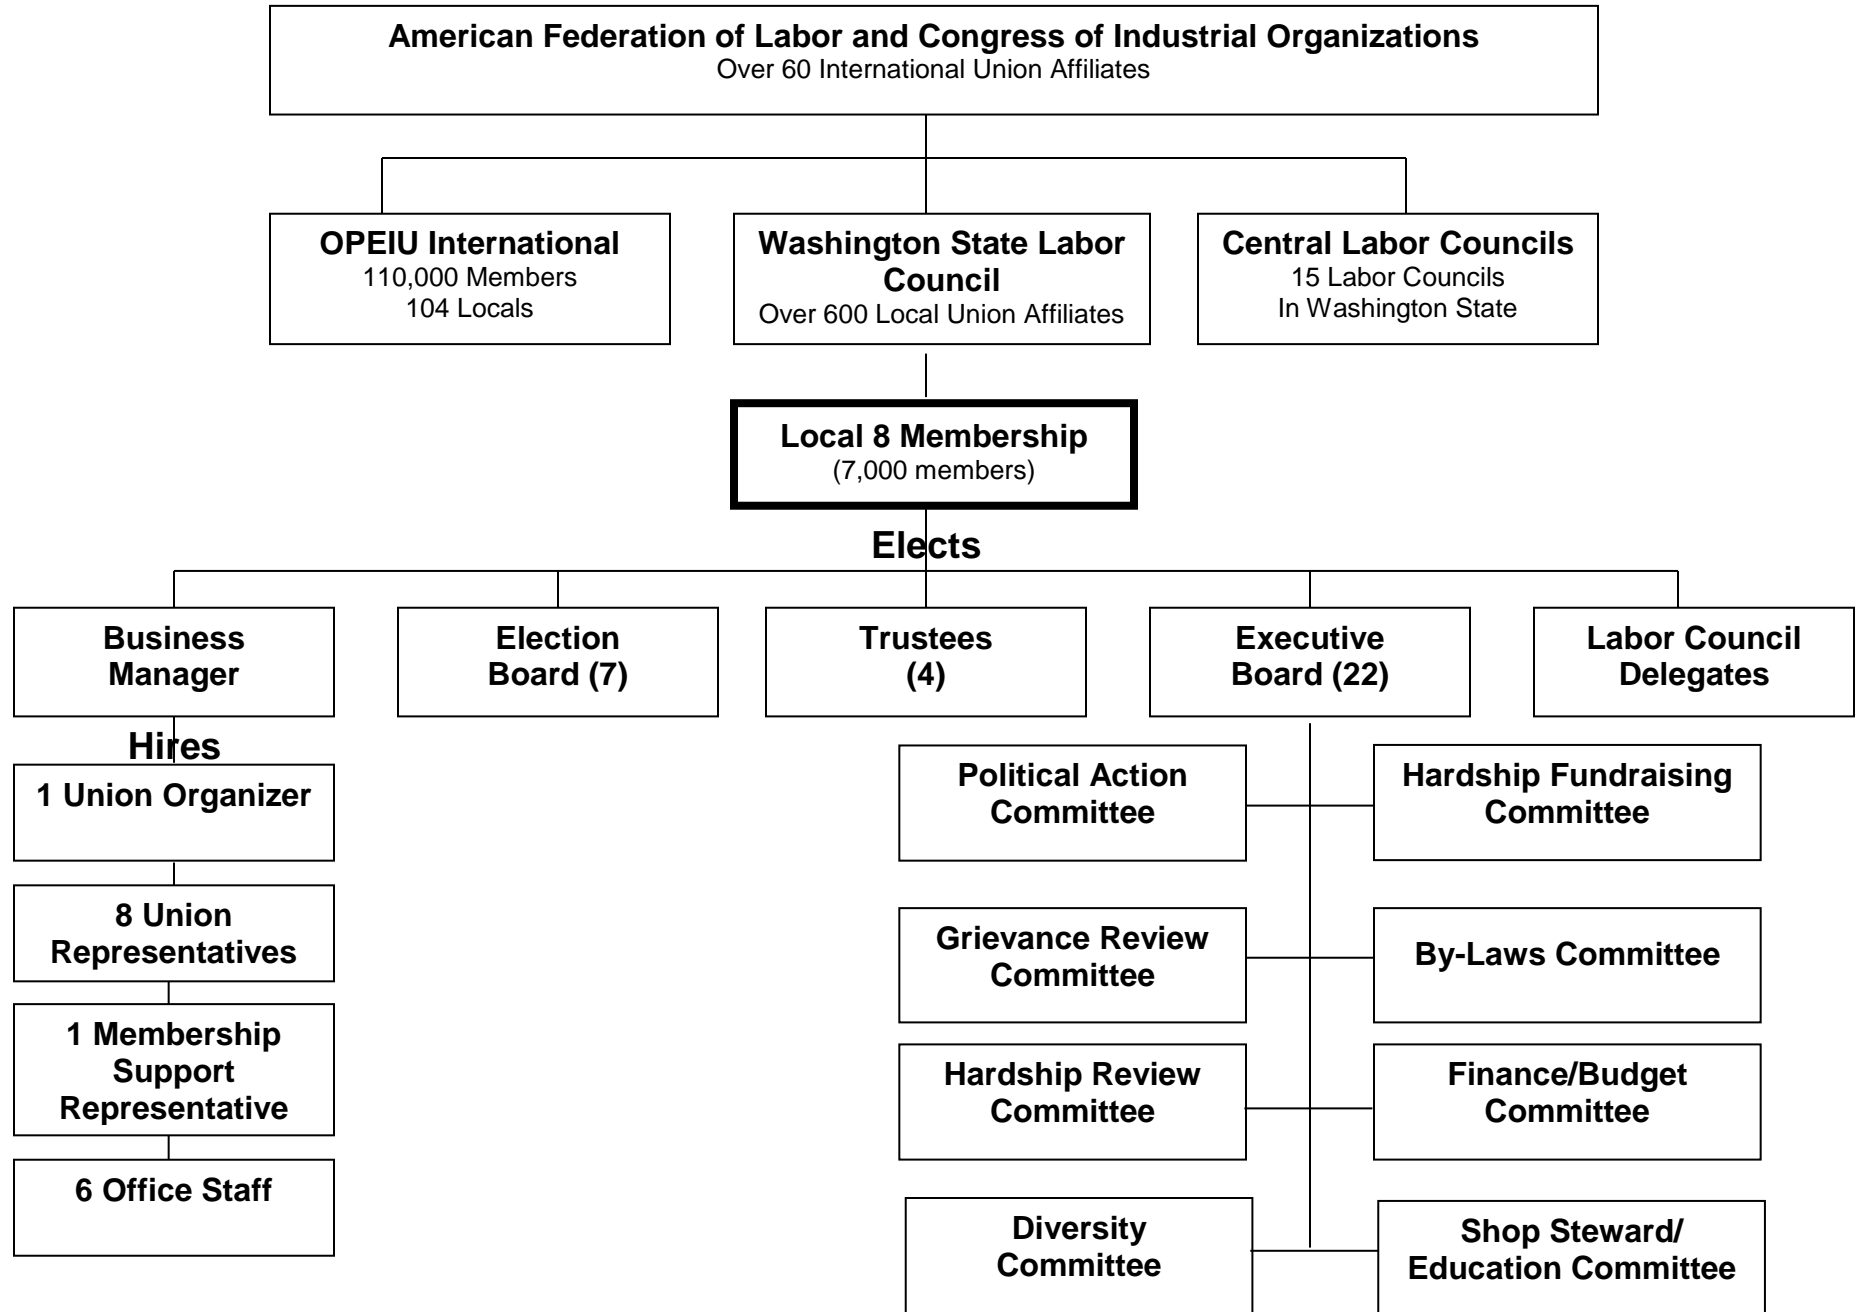 American Federation of Labor and Congress of Industrial Organizations
Over 60 International Union Affiliates
OPEIU International
110,000 Members
104 Locals
Washington State Labor
Council
Over 600 Local Union Affiliates
Central Labor Councils
15 Labor Councils
In Washington State
Local 8 Membership
(7,000 members)
Elects
Business
Manager
Election
Board (7)
Trustees
(4)
Executive
Board (22)
Labor Council
Delegates
Hires
1 Union Organizer
8 Union
Representatives
1 Membership
Support
Representative
6 Office Staff
Political Action
Committee
Hardship Fundraising
Committee
Grievance Review
Committee
By-Laws Committee
Hardship Review
Committee
Finance/Budget
Committee
Diversity
Committee
Shop Steward/
Education Committee